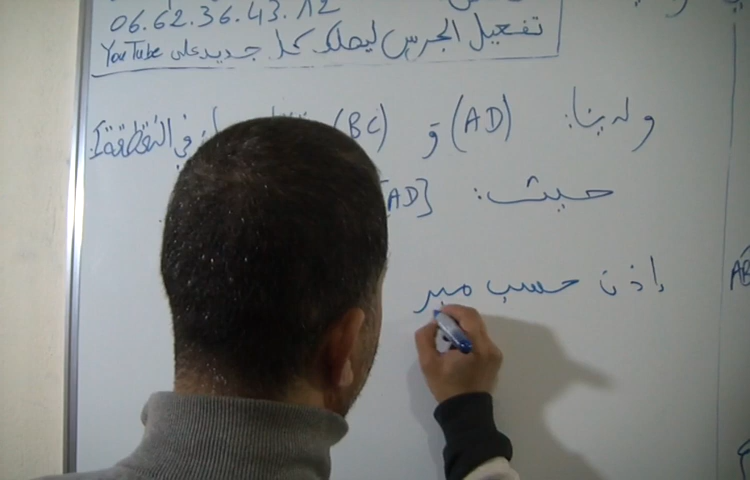 06.62.36.43.12
تفعيل الجرس ليصلك كل جديد على YouTube
ولدينا: (AD) و (BC) في النقطة
حيث: [AD]
إذن حسب مبر
AB